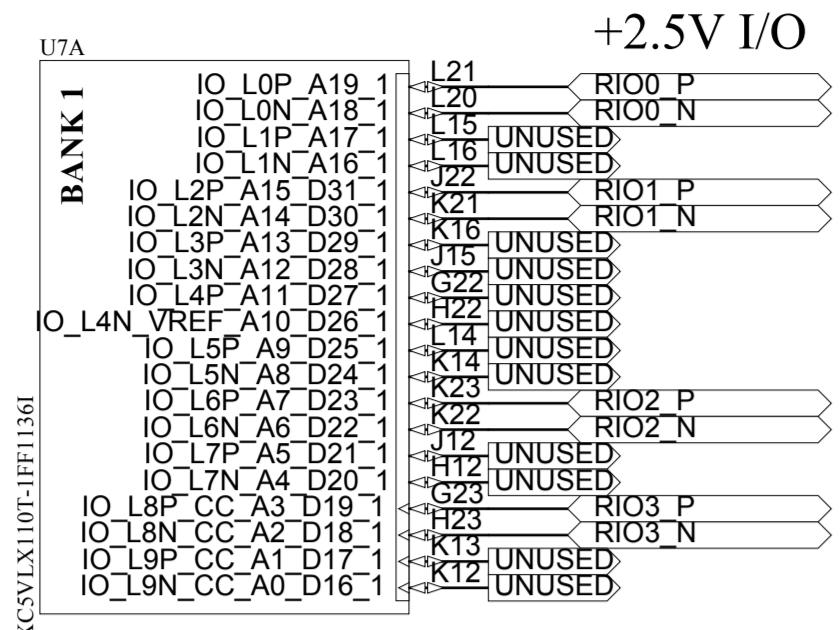 +2.5V I/O
U7A
BANK 1
IO_L0P_A19_1 L21 RIO0_P
IO_L0N_A18_1 L20 RIO0_N
IO_L1P_A17_1 L15 UNUSED
IO_L1N_A16_1 L16 UNUSED
IO_L2P_A15_D31_1 J22 RIO1_P
IO_L2N_A14_D30_1 K21 RIO1_N
IO_L3P_A13_D29_1 K16 UNUSED
IO_L3N_A12_D28_1 J15 UNUSED
IO_L4P_A11_D27_1 G22 UNUSED
IO_L4N_VREF_A10_D26_1 H22 UNUSED
IO_L5P_A9_D25_1 L14 UNUSED
IO_L5N_A8_D24_1 K14 UNUSED
IO_L6P_A7_D23_1 K23 RIO2_P
IO_L6N_A6_D22_1 K22 RIO2_N
IO_L7P_A5_D21_1 J12 UNUSED
IO_L7N_A4_D20_1 H12 UNUSED
IO_L8P_CC_A3_D19_1 G23 RIO3_P
IO_L8N_CC_A2_D18_1 H23 RIO3_N
IO_L9P_CC_A1_D17_1 K13 UNUSED
IO_L9N_CC_A0_D16_1 K12 UNUSED
XC5VLX110T-1FF1136I